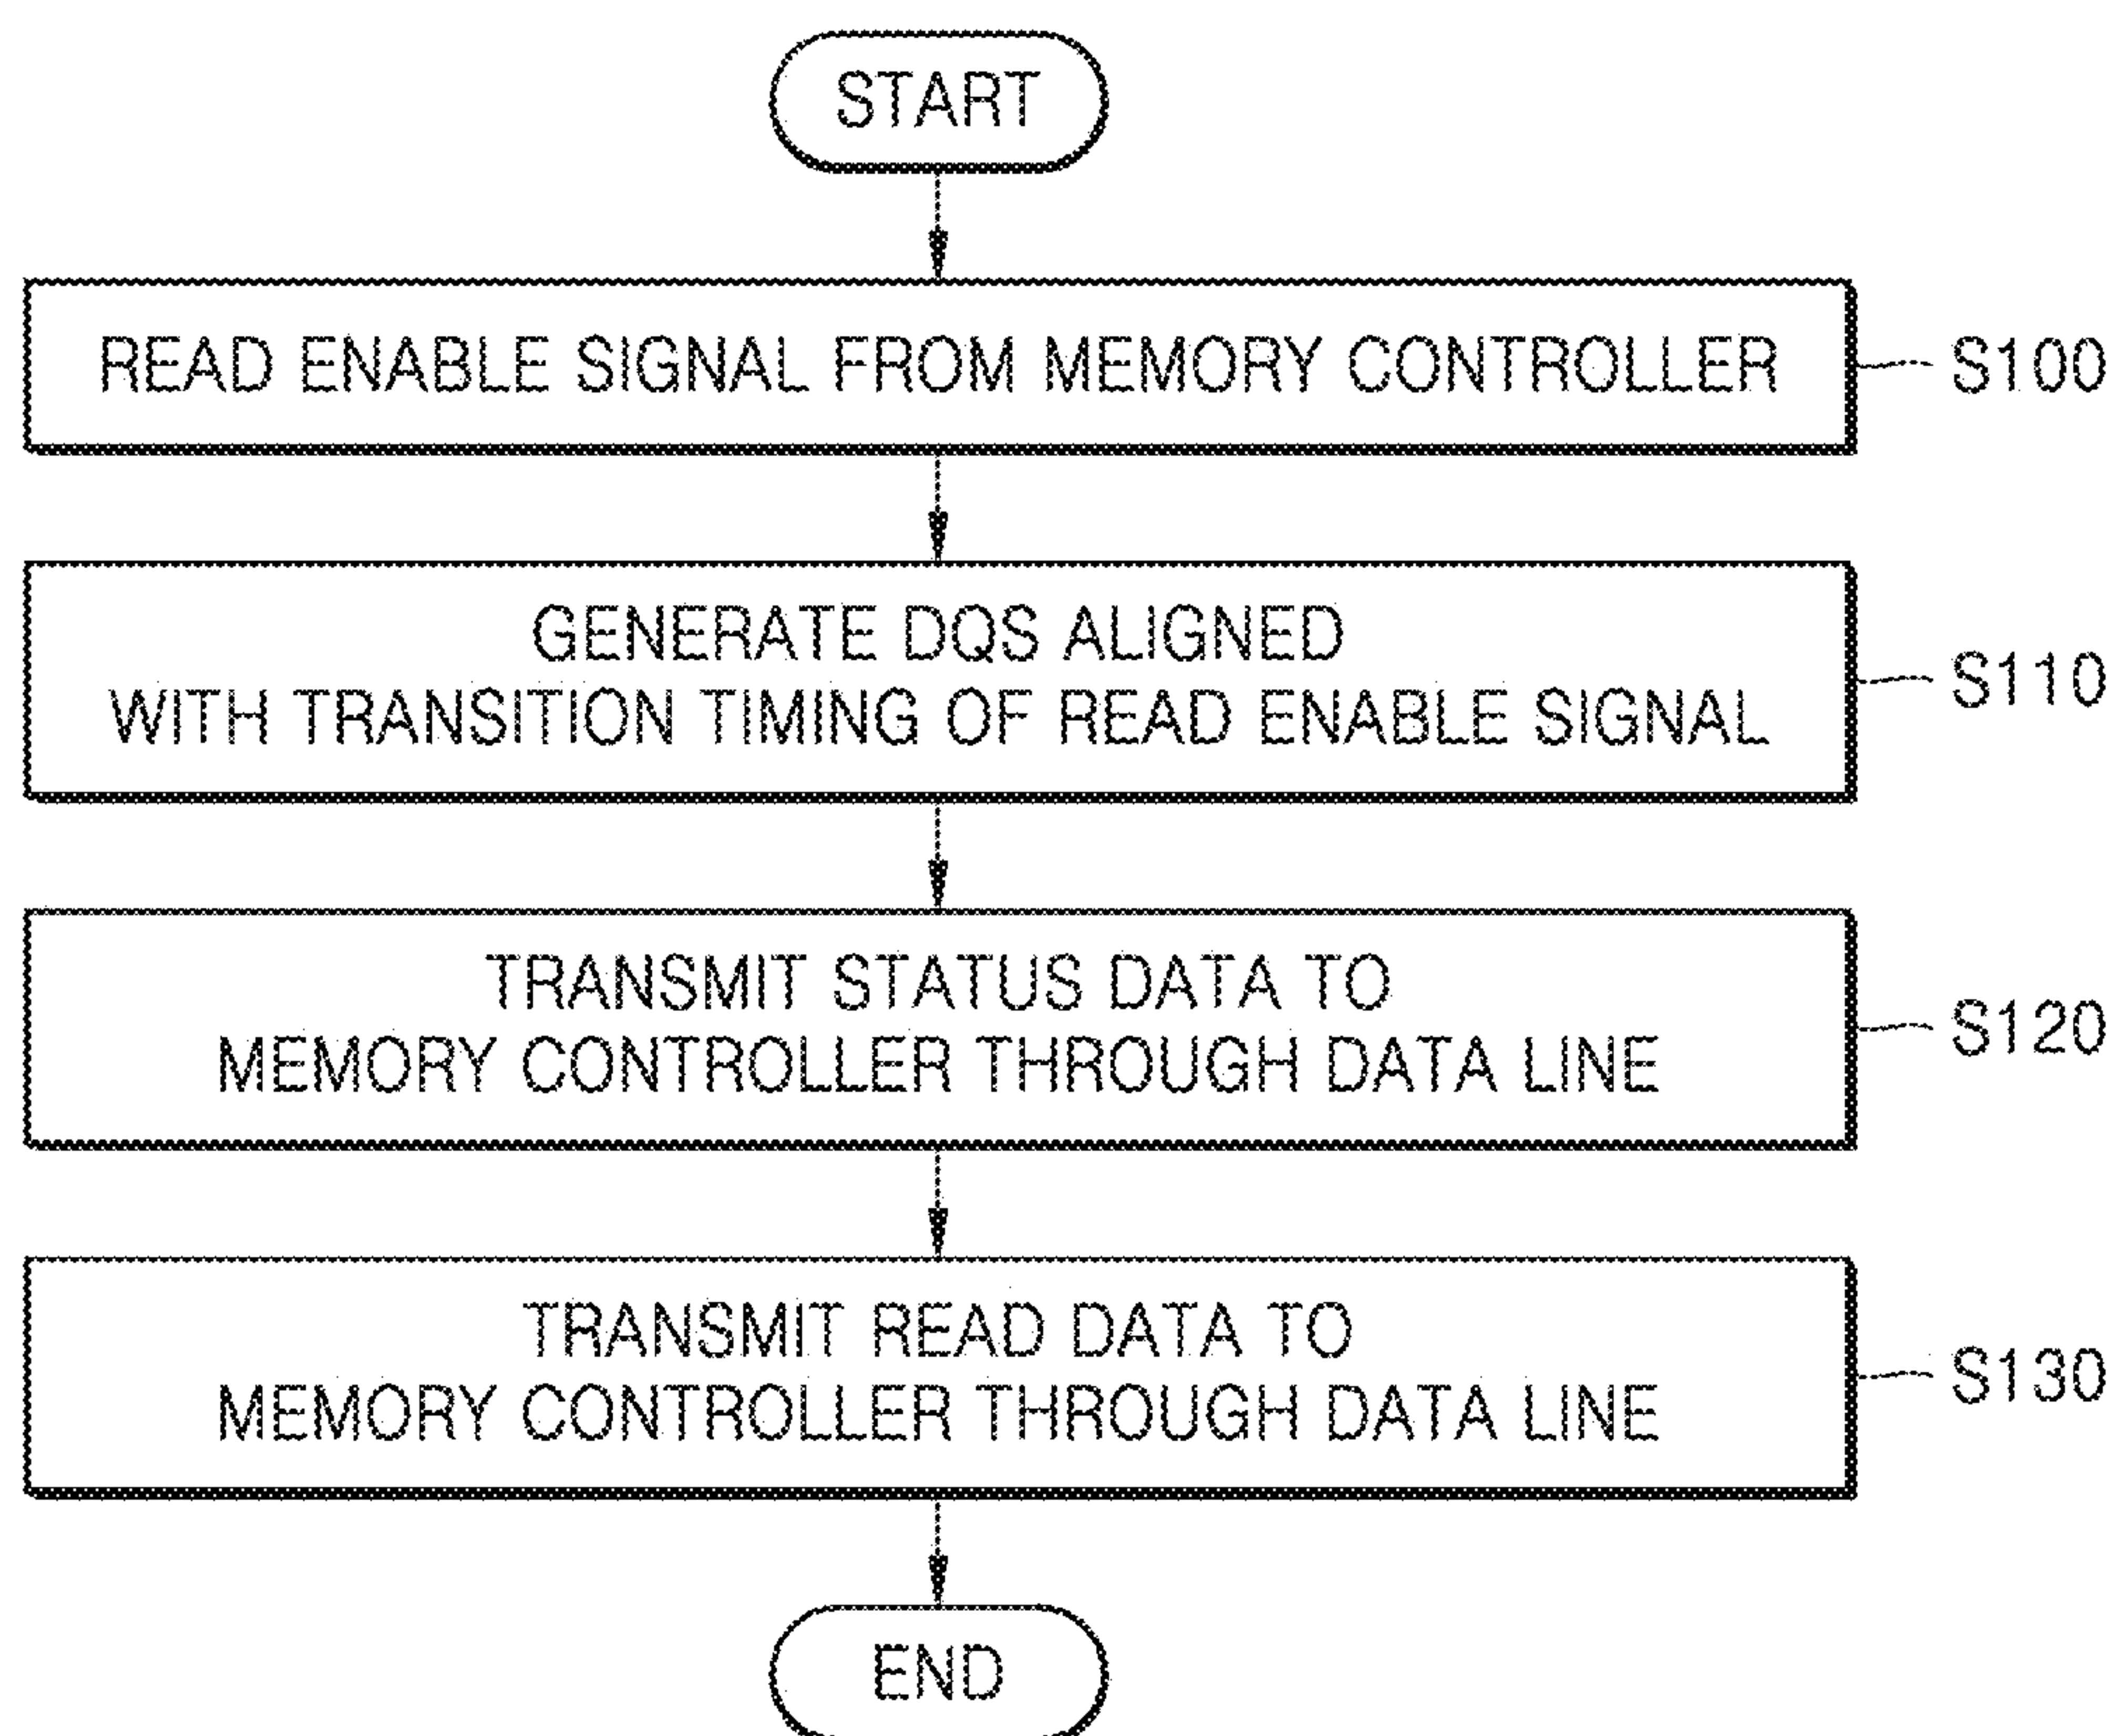 START
READ ENABLE SIGNAL FROM MEMORY CONTROLLER
S100
GENERATE DQS ALIGNED
WITH TRANSITION TIMING OF READ ENABLE SIGNAL
S110
TRANSMIT STATUS DATA TO
MEMORY CONTROLLER THROUGH DATA LINE
S120
TRANSMIT READ DATA TO
MEMORY CONTROLLER THROUGH DATA LINE
S130
END